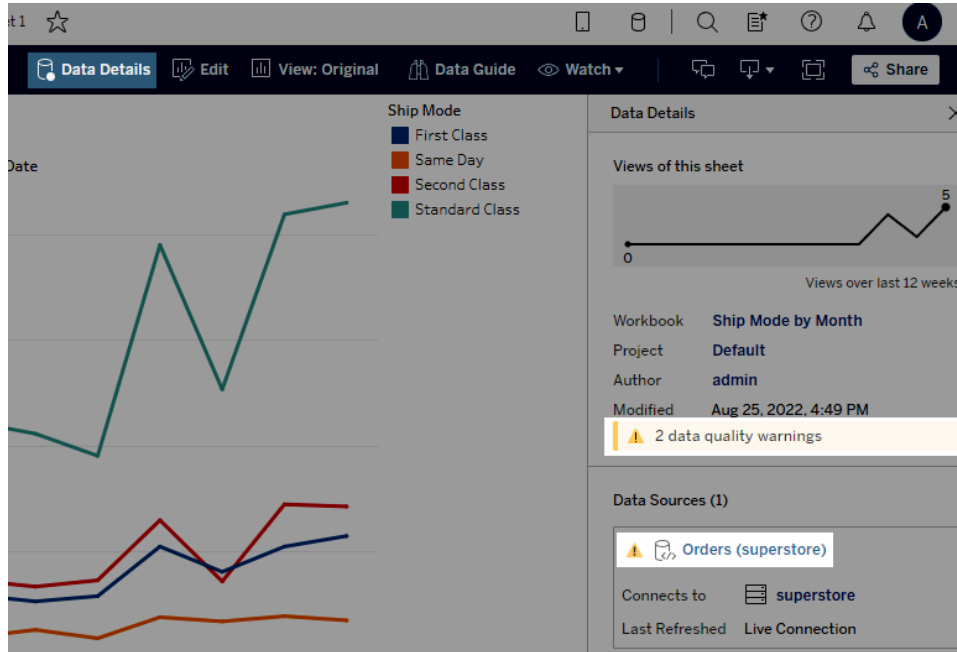 et 1
A
Data Details Edit View: Original Data Guide Watch Share
Ship Mode
First Class
Same Day
Second Class
Standard Class
Date
Data Details
Views of this sheet
5
0
Views over last 12 weeks
Workbook Ship Mode by Month
Project Default
Author admin
Modified Aug 25, 2022, 4:49 PM
2 data quality warnings
Data Sources (1)
Orders (superstore)
Connects to superstore
Last Refreshed Live Connection